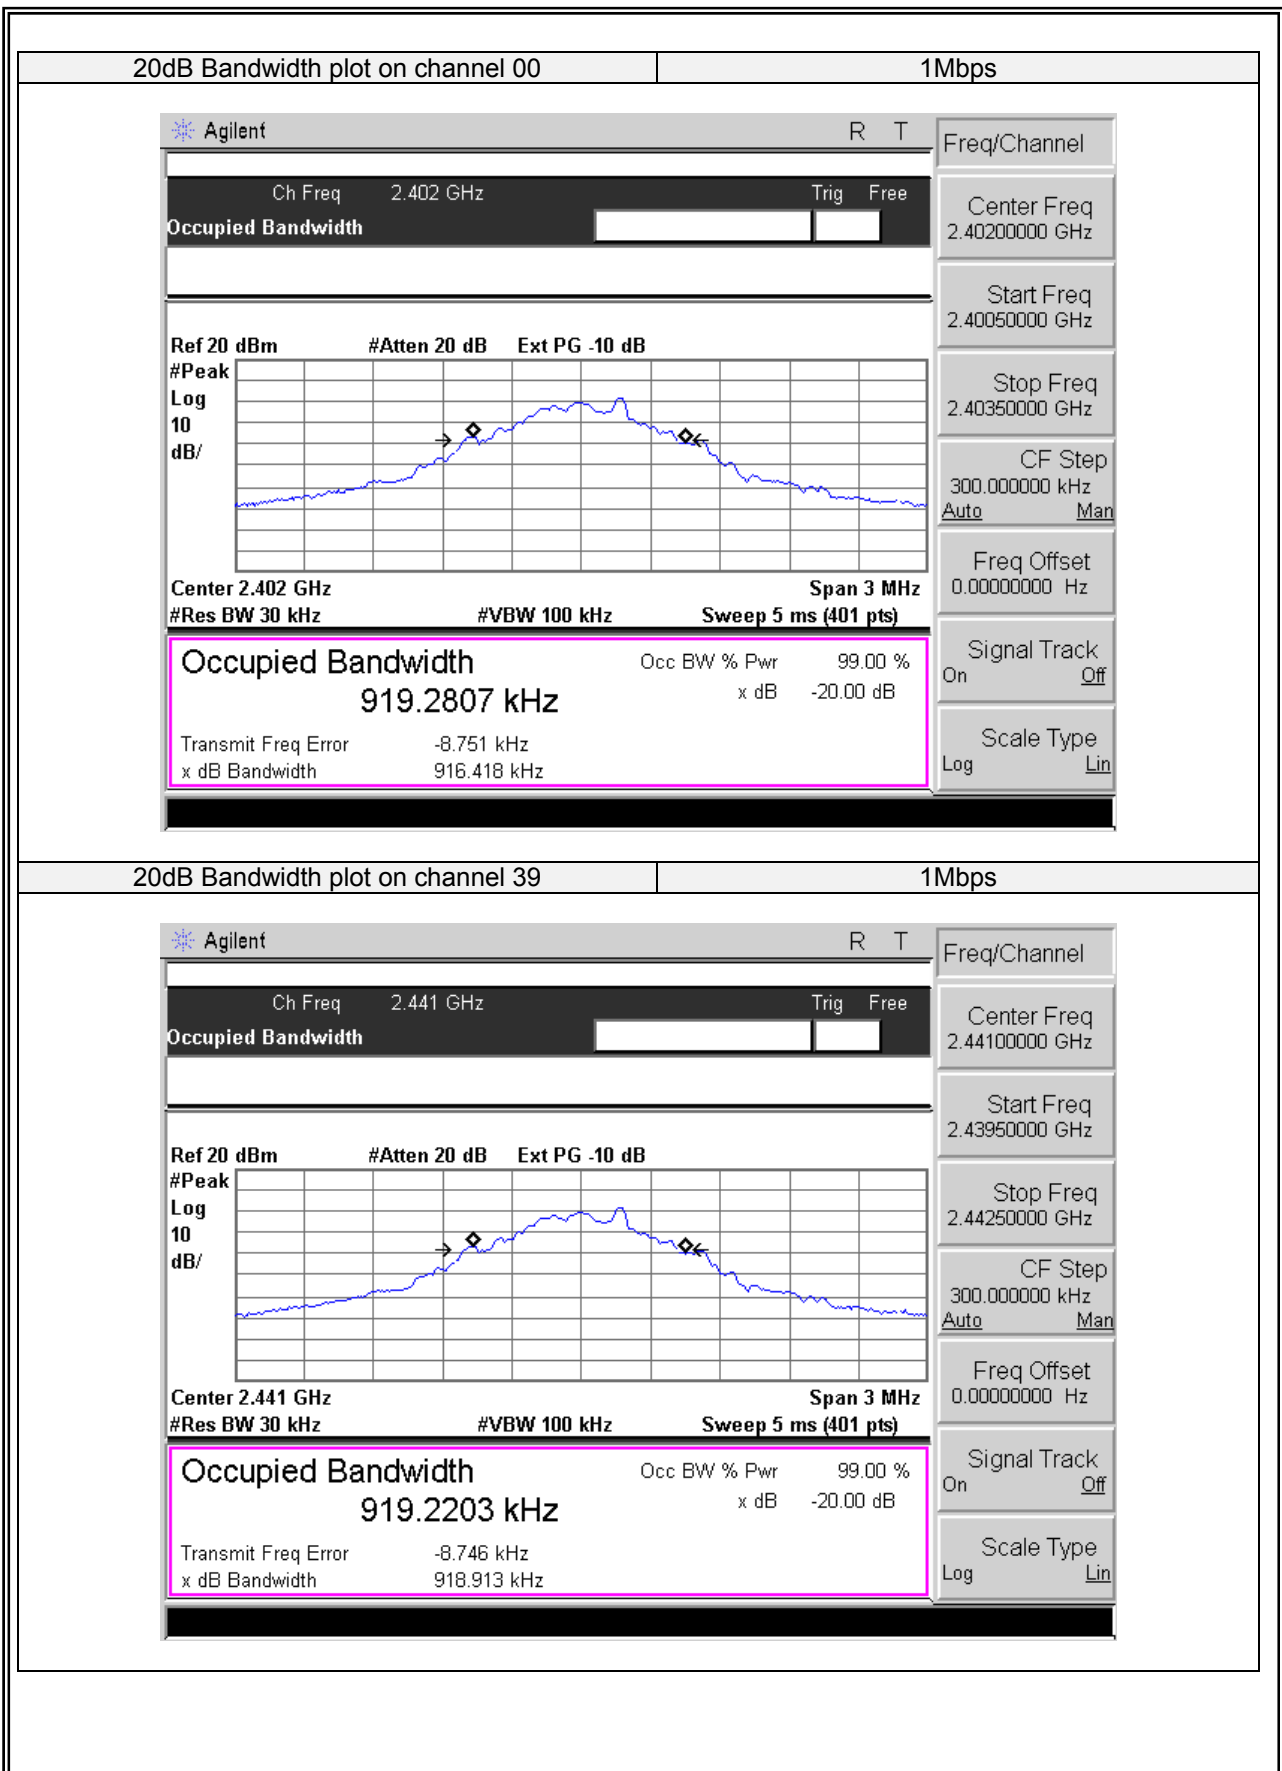 20dB Bandwidth plot on channel 00 1Mbps
Agilent R T
Freq/Channel
Ch Freq 2.402 GHz Trig Free
Occupied Bandwidth
Center Freq
2.40200000 GHz
Start Freq
2.40050000 GHz
Stop Freq
2.40350000 GHz
CF Step
300.000000 kHz
Auto Man
Freq Offset
0.00000000 Hz
Signal Track
On Off
Scale Type
Log Lin
Ref 20 dBm #Atten 20 dB Ext PG -10 dB
#Peak
Log
10
dB/
Center 2.402 GHz Span 3 MHz
#Res BW 30 kHz #VBW 100 kHz Sweep 5 ms (401 pts)
Occupied Bandwidth Occ BW % Pwr 99.00 %
919.2807 kHz x dB -20.00 dB
Transmit Freq Error -8.751 kHz
x dB Bandwidth 916.418 kHz
20dB Bandwidth plot on channel 39 1Mbps
Agilent R T
Freq/Channel
Ch Freq 2.441 GHz Trig Free
Occupied Bandwidth
Center Freq
2.44100000 GHz
Start Freq
2.43950000 GHz
Stop Freq
2.44250000 GHz
CF Step
300.000000 kHz
Auto Man
Freq Offset
0.00000000 Hz
Signal Track
On Off
Scale Type
Log Lin
Ref 20 dBm #Atten 20 dB Ext PG -10 dB
#Peak
Log
10
dB/
Center 2.441 GHz Span 3 MHz
#Res BW 30 kHz #VBW 100 kHz Sweep 5 ms (401 pts)
Occupied Bandwidth Occ BW % Pwr 99.00 %
919.2203 kHz x dB -20.00 dB
Transmit Freq Error -8.746 kHz
x dB Bandwidth 918.913 kHz